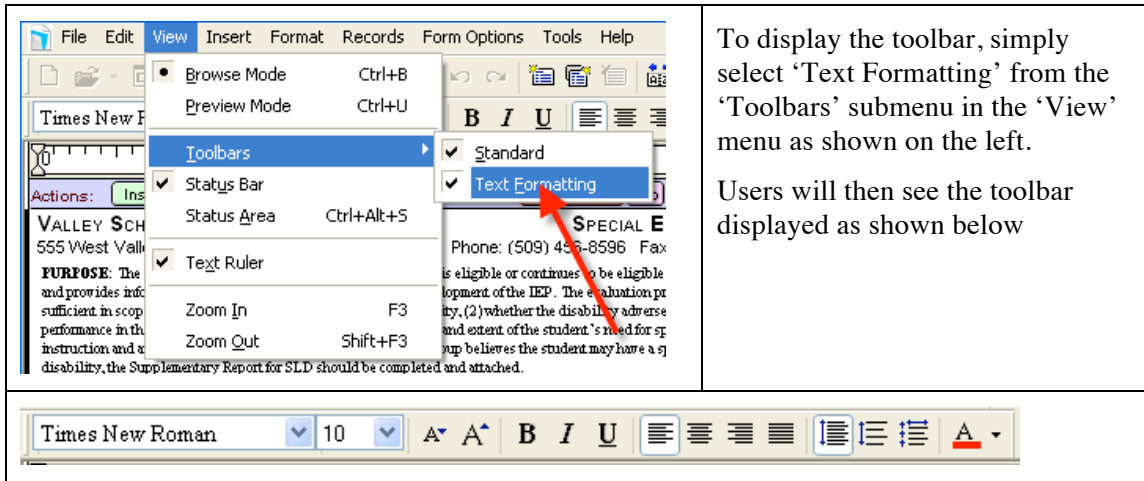 File Edit View Insert Format Records Form Options Tools Help
To display the toolbar, simply
select ‘Text Formatting’ from the
‘Toolbars’ submenu in the ‘View’
menu as shown on the left.
Users will then see the toolbar
displayed as shown below
Browse Mode Ctrl+B
Preview Mode Ctrl+U
Times New B I U
Toolbars
Standard
Status Bar
Text Formatting
Actions: Ins
Status Area Ctrl+Alt+S
VALLEY SCH SPECIAL E
555 West Vall Phone: (509) 456-8596 Fax
Text Ruler
PURPOSE: The is eligible or continues to be eligible
and provides info lopment of the IEP. The evaluation pr
Zoom In F3
sufficient in scop ity, (2) whether the disability adverse
performance in th and extent of the student's need for sp
Zoom Out Shift+F3
instruction and a oup believes the student may have a sp
disability, the Supplementary Report for SLD should be completed and attached.
Times New Roman 10 A A B I U A